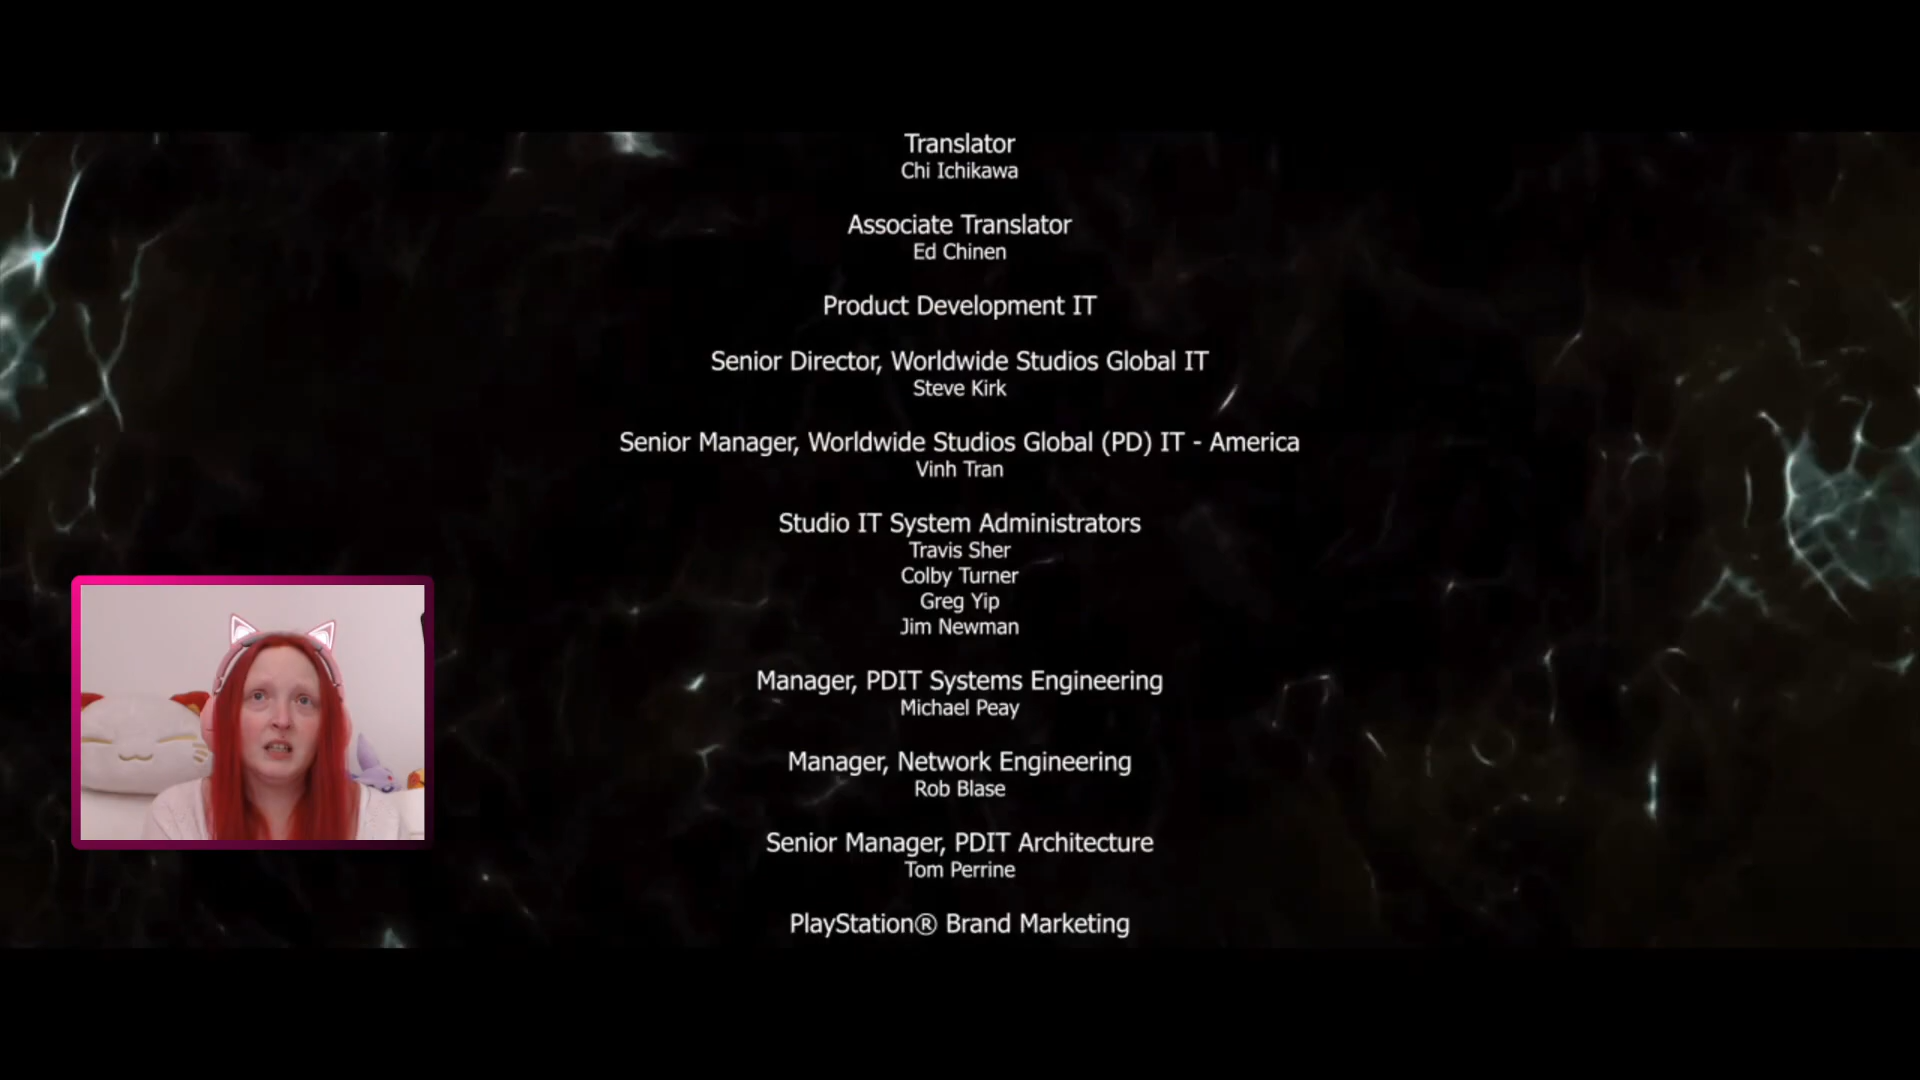 Translator
Chi Ichikawa
Associate Translator
Ed Chinen
Product Development IT
Senior Director, Worldwide Studios Global IT
Steve Kirk
Senior Manager, Worldwide Studios Global (PD) IT - America
Vinh Tran
Studio IT System Administrators
Travis Sher
Colby Turner
Greg Yip
Jim Newman
Manager, PDIT Systems Engineering
Michael Peay
Manager, Network Engineering
Rob Blase
Senior Manager, PDIT Architecture
Tom Perrine
PlayStation® Brand Marketing